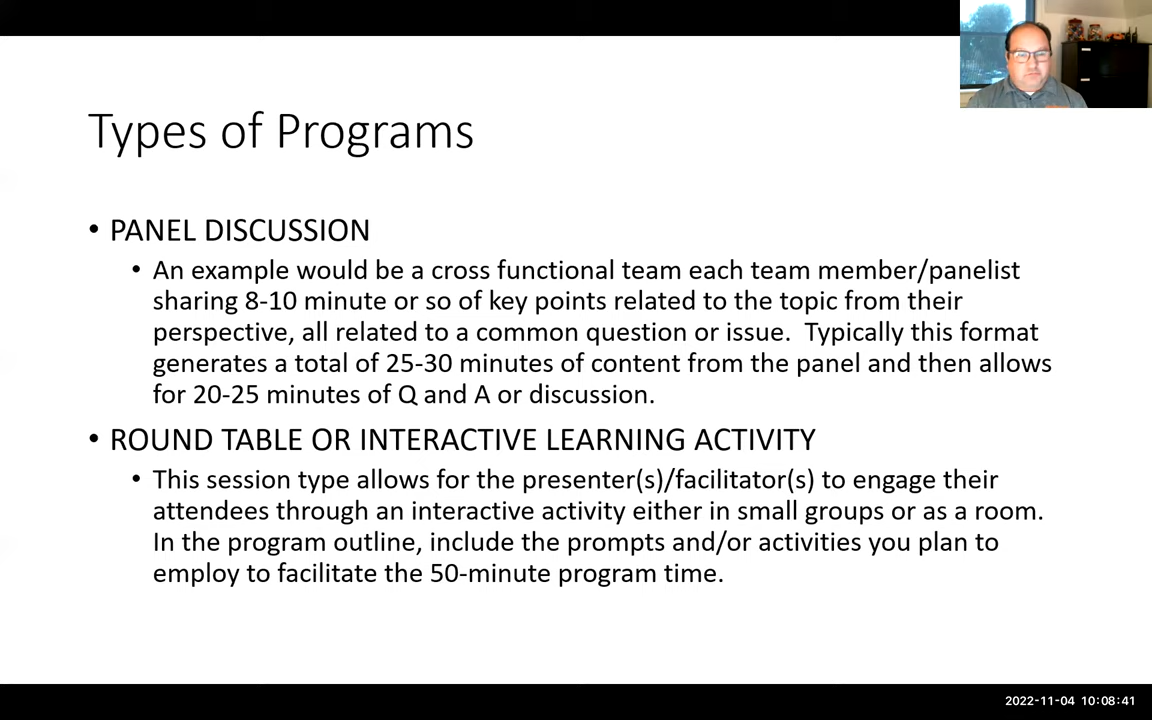 Types of Programs
• PANEL DISCUSSION
• An example would be a cross functional team each team member/panelist
sharing 8-10 minute or so of key points related to the topic from their
perspective, all related to a common question or issue.  Typically this format
generates a total of 25-30 minutes of content from the panel and then allows
for 20-25 minutes of Q and A or discussion.
• ROUND TABLE OR INTERACTIVE LEARNING ACTIVITY
• This session type allows for the presenter(s)/facilitator(s) to engage their
attendees through an interactive activity either in small groups or as a room.
In the program outline, include the prompts and/or activities you plan to
employ to facilitate the 50-minute program time.
2022-11-04 10:08:41